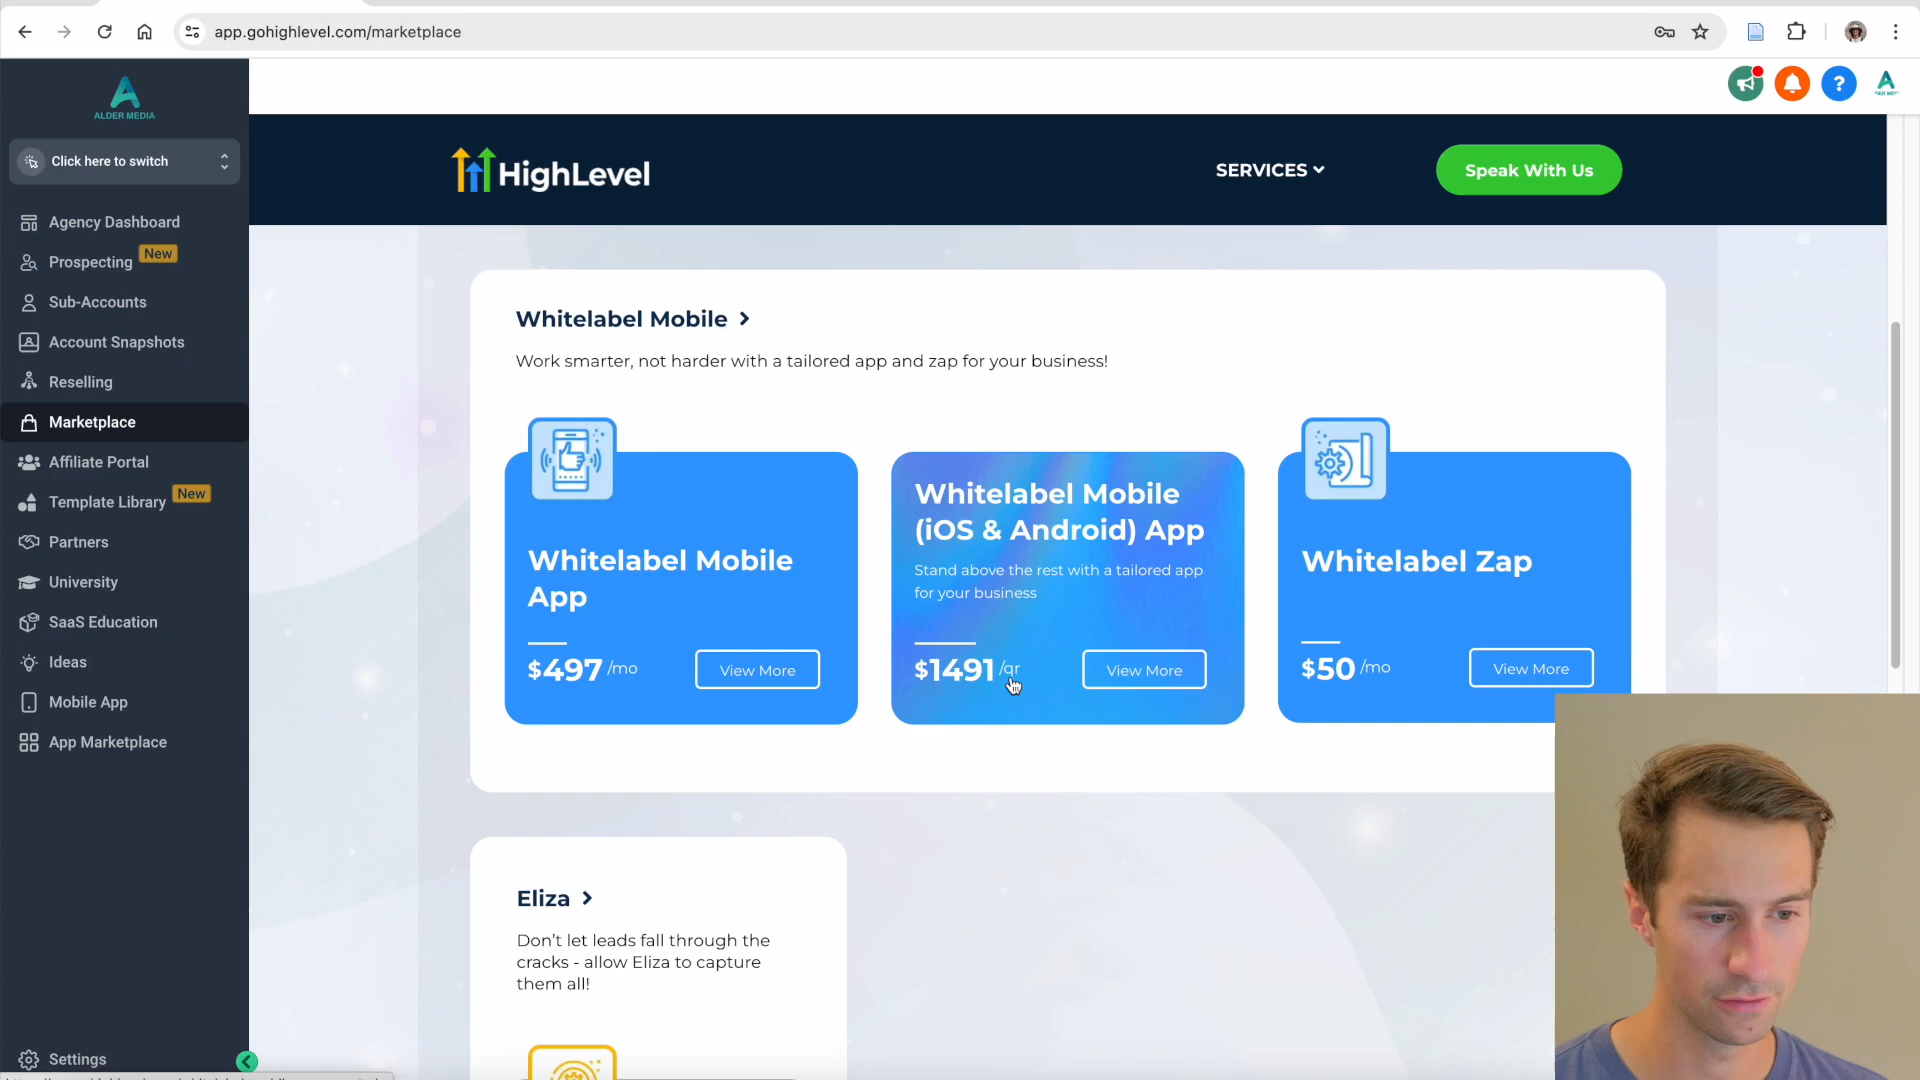 app.gohighlevel.com/marketplace
ALDER MEDIA
Click here to switch
Agency Dashboard
Prospecting New
Sub-Accounts
Account Snapshots
Reselling
Marketplace
Affiliate Portal
Template Library New
Partners
University
SaaS Education
Ideas
Mobile App
App Marketplace
Settings
HighLevel
SERVICES
Speak With Us
Whitelabel Mobile
Work smarter, not harder with a tailored app and zap for your business!
Whitelabel Mobile
App
$497 /mo
View More
Whitelabel Mobile
(iOS & Android) App
Stand above the rest with a tailored app
for your business
$1491 /qr
View More
Whitelabel Zap
$50 /mo
View More
Eliza
Don’t let leads fall through the
cracks - allow Eliza to capture
them all!